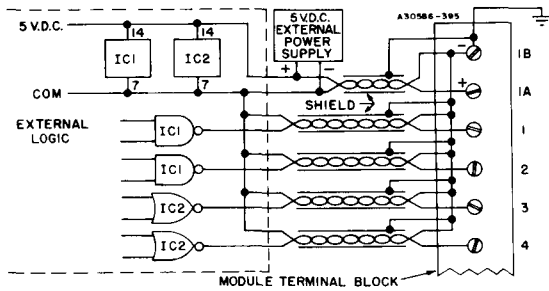 5 V.D.C.
14
14
IC1
IC2
7
7
COM
5 V.D.C.
EXTERNAL
POWER
SUPPLY
+
-
A30586-395
-
1B
+
1A
SHIELD
EXTERNAL
LOGIC
IC1
1
IC1
2
IC2
3
IC2
4
MODULE TERMINAL BLOCK